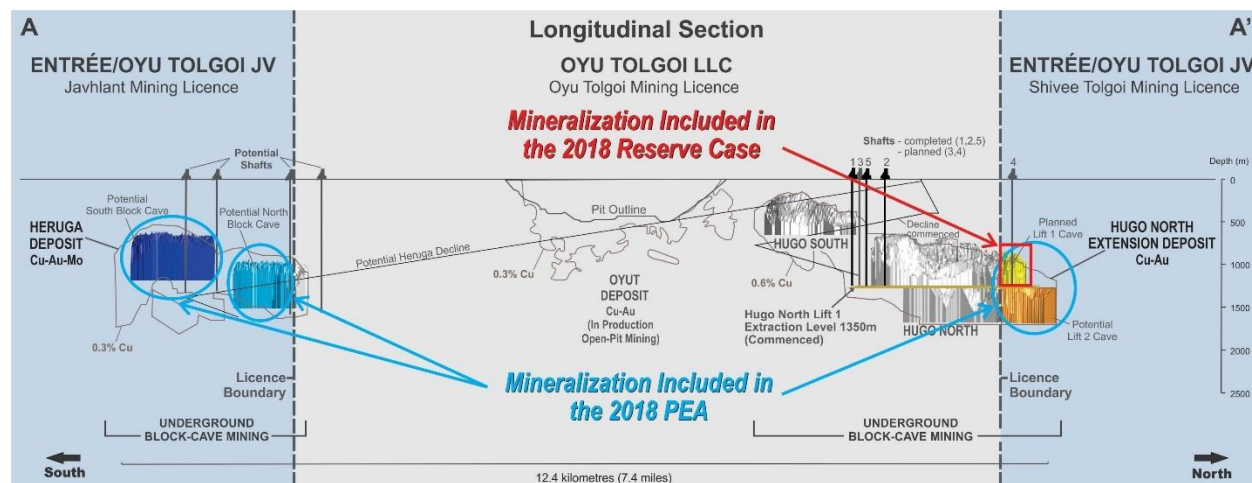 A
Longitudinal Section
A'
ENTRÉE/OYU TOLGOI JV
Javhlant Mining Licence
OYU TOLGOI LLC
Oyu Tolgoi Mining Licence
ENTRÉE/OYU TOLGOI JV
Shivee Tolgoi Mining Licence
Mineralization Included in
the 2018 Reserve Case
Shafts - completed (1,2,5)
- planned (3,4)
Potential
Shafts
1 3 5 2
4
Depth (m)
0
500
1000
1500
2000
2500
Potential
South Block Cave
Potential North
Block Cave
HERUGA
DEPOSIT
Cu-Au-Mo
Pit Outline
Potential Heruga Decline
0.3% Cu
0.3% Cu
OYUT
DEPOSIT
Cu-Au
(In Production
Open-Pit Mining)
HUGO SOUTH
Decline
commenced
0.6% Cu
Hugo North Lift 1
Extraction Level 1350m
(Commenced)
HUGO NORTH
Planned
Lift 1 Cave
HUGO NORTH
EXTENSION DEPOSIT
Cu-Au
Potential
Lift 2 Cave
Mineralization Included in
the 2018 PEA
Licence
Boundary
Licence
Boundary
UNDERGROUND
BLOCK-CAVE MINING
UNDERGROUND
BLOCK-CAVE MINING
South
12.4 kilometres (7.4 miles)
North